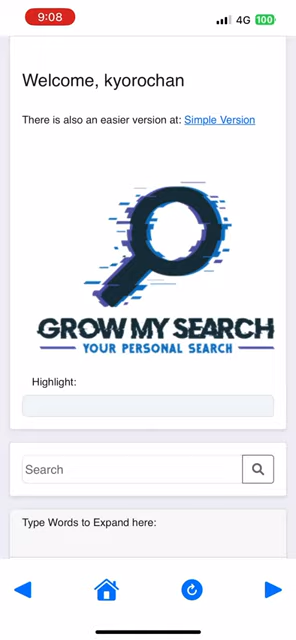 9:08
4G 100
Welcome, kyorochan
There is also an easier version at: Simple Version
GROW MY SEARCH
YOUR PERSONAL SEARCH
Highlight:
Search
Type Words to Expand here: